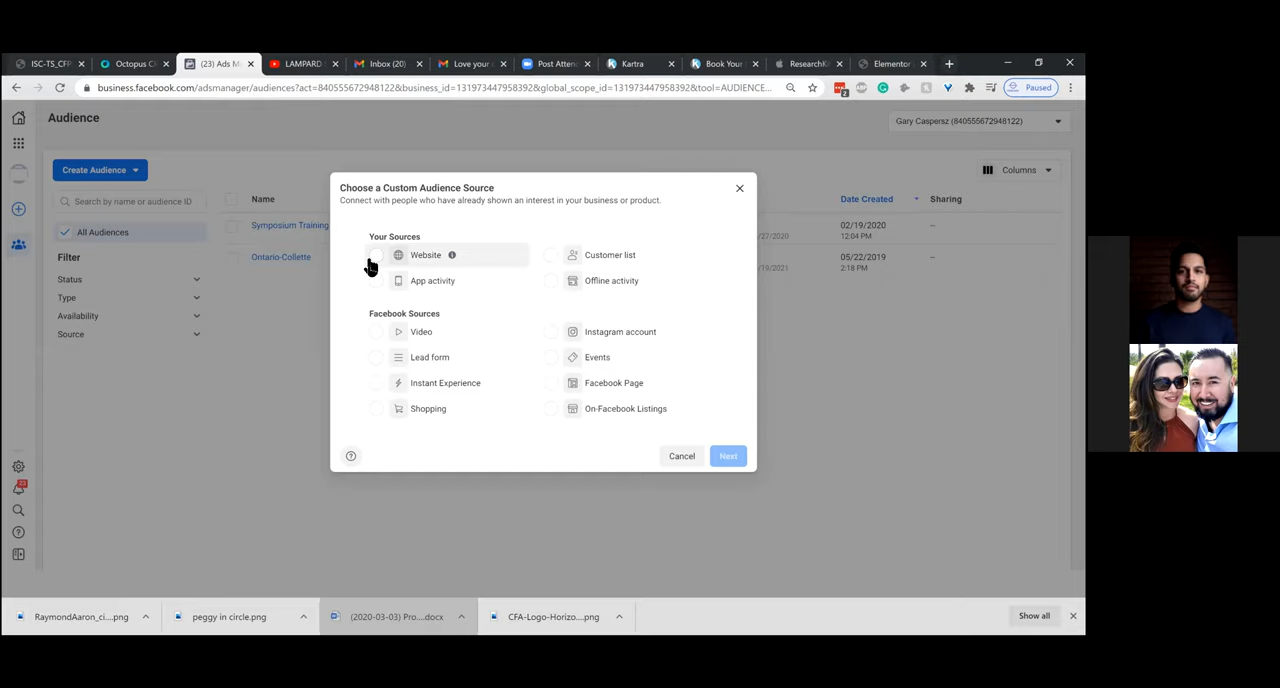 ISC-TS_CFP
Octopus C
(23) Ads M
LAMPARD
Inbox (20)
Love your
Post Atten
Kartra
Book Your
ResearchK
Elementor
business.facebook.com/adsmanager/audiences?act=840555672948122&business_id=131973447958392&global_scope_id=131973447958392&tool=AUDIENCE...
2
Paused
Audience
Gary Caspersz (840555672948122)
Create Audience
Columns
Search by name or audience ID
Name
Date Created
Sharing
All Audiences
Symposium Training
/27/2020
02/19/2020
12:04 PM
--
Filter
Ontario-Collette
/19/2021
05/22/2019
2:18 PM
--
Status
Type
Availability
Source
Choose a Custom Audience Source
Connect with people who have already shown an interest in your business or product.
Your Sources
Website
Customer list
App activity
Offline activity
Facebook Sources
Video
Instagram account
Lead form
Events
Instant Experience
Facebook Page
Shopping
On-Facebook Listings
Cancel
Next
23
RaymondAaron_ci....png
peggy in circle.png
(2020-03-03) Pro....docx
CFA-Logo-Horizo....png
Show all